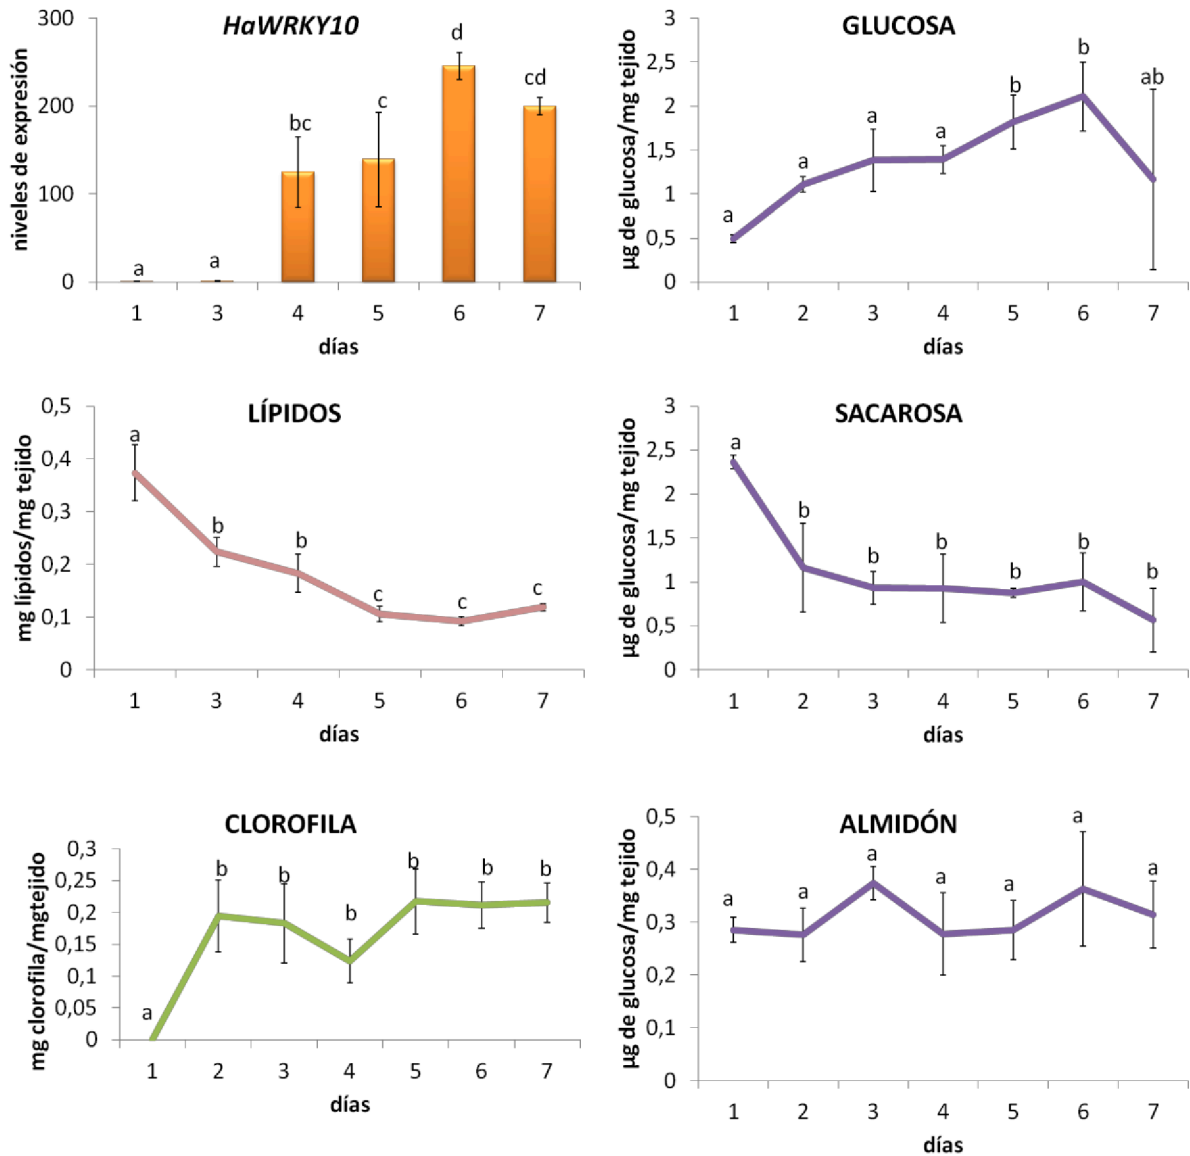 HaWRKY10
niveles de expresión
300
200
100
0
a
a
bc
c
d
cd
1 3 4 5 6 7
días
GLUCOSA
µg de glucosa/mg tejido
3
2,5
2
1,5
1
0,5
0
a
a
a
a
b
b
ab
1 2 3 4 5 6 7
días
LÍPIDOS
mg lípidos/mg tejido
0,5
0,4
0,3
0,2
0,1
0
a
b
b
c
c
c
1 3 4 5 6 7
días
SACAROSA
µg de glucosa/mg tejido
3
2,5
2
1,5
1
0,5
0
a
b
b
b
b
b
b
1 2 3 4 5 6 7
días
CLOROFILA
mg clorofila/mgtejido
0,3
0,25
0,2
0,15
0,1
0,05
0
a
b
b
b
b
b
b
1 2 3 4 5 6 7
días
ALMIDÓN
µg de glucosa/mg tejido
0,5
0,4
0,3
0,2
0,1
0
a
a
a
a
a
a
a
1 2 3 4 5 6 7
días